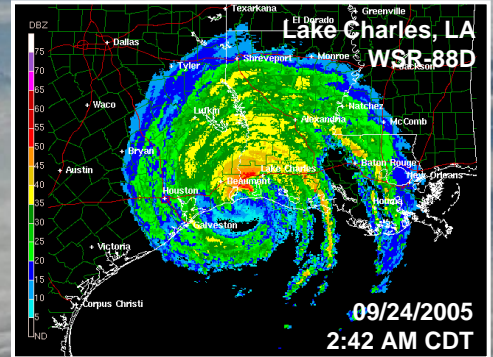 DBZ
75
70
65
60
55
50
45
40
35
30
25
20
15
10
5
ND
Texarkana
El Dorado
Greenville
Lake Charles, LA
WSR-88D
Dallas
Tyler
Shreveport
Monroe
Jackson
Waco
Lufkin
Natchez
Alexandria
McComb
Bryan
Austin
Lake Charles
Baton Rouge
Beaumont
New Orleans
Houston
Houma
Galveston
Victoria
Corpus Christi
09/24/2005
2:42 AM CDT